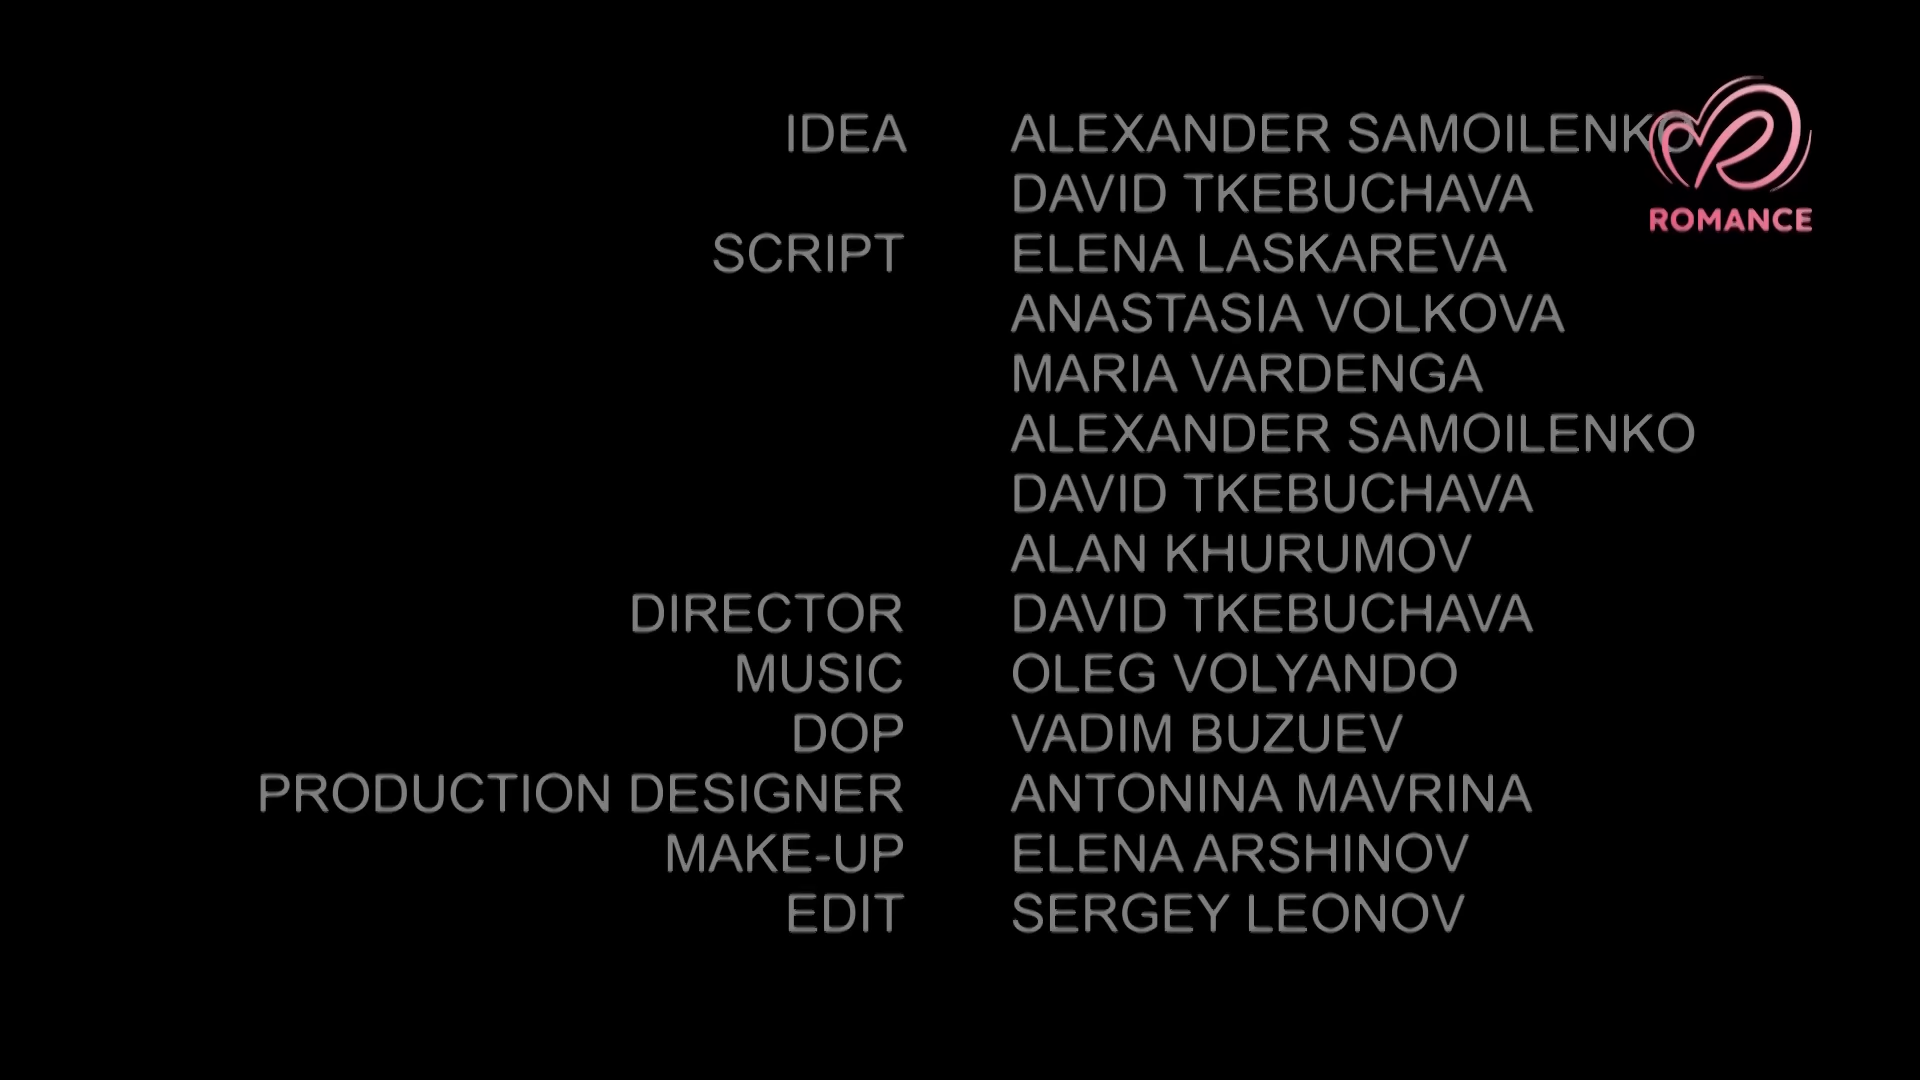 IDEA ALEXANDER SAMOILENKO
DAVID TKEBUCHAVA
SCRIPT ELENA LASKAREVA
ANASTASIA VOLKOVA
MARIA VARDENGA
ALEXANDER SAMOILENKO
DAVID TKEBUCHAVA
ALAN KHURUMOV
DIRECTOR DAVID TKEBUCHAVA
MUSIC OLEG VOLYANDO
DOP VADIM BUZUEV
PRODUCTION DESIGNER ANTONINA MAVRINA
MAKE-UP ELENA ARSHINOV
EDIT SERGEY LEONOV
ROMANCE